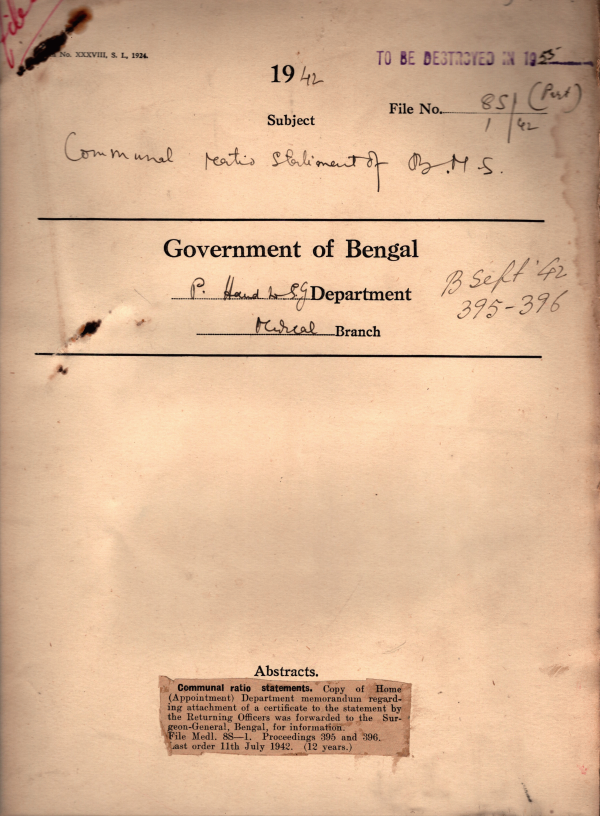 No. XXXVIII, S. I., 1924.
TO BE DESTROYED IN 1955
1942
File No. 8S/1/42 (Part)
Subject
Communal ratio Statement of B.M.S.
Government of Bengal
P. H and L.S.G Department
Medical Branch
B Sept '42
395-396
Abstracts.
Communal ratio statements. Copy of Home
(Appointment) Department memorandum regard-
ing attachment of a certificate to the statement by
the Returning Officers was forwarded to the Sur-
geon-General, Bengal, for information.
File Medl. 8S—1. Proceedings 395 and 396.
Last order 11th July 1942. (12 years.)